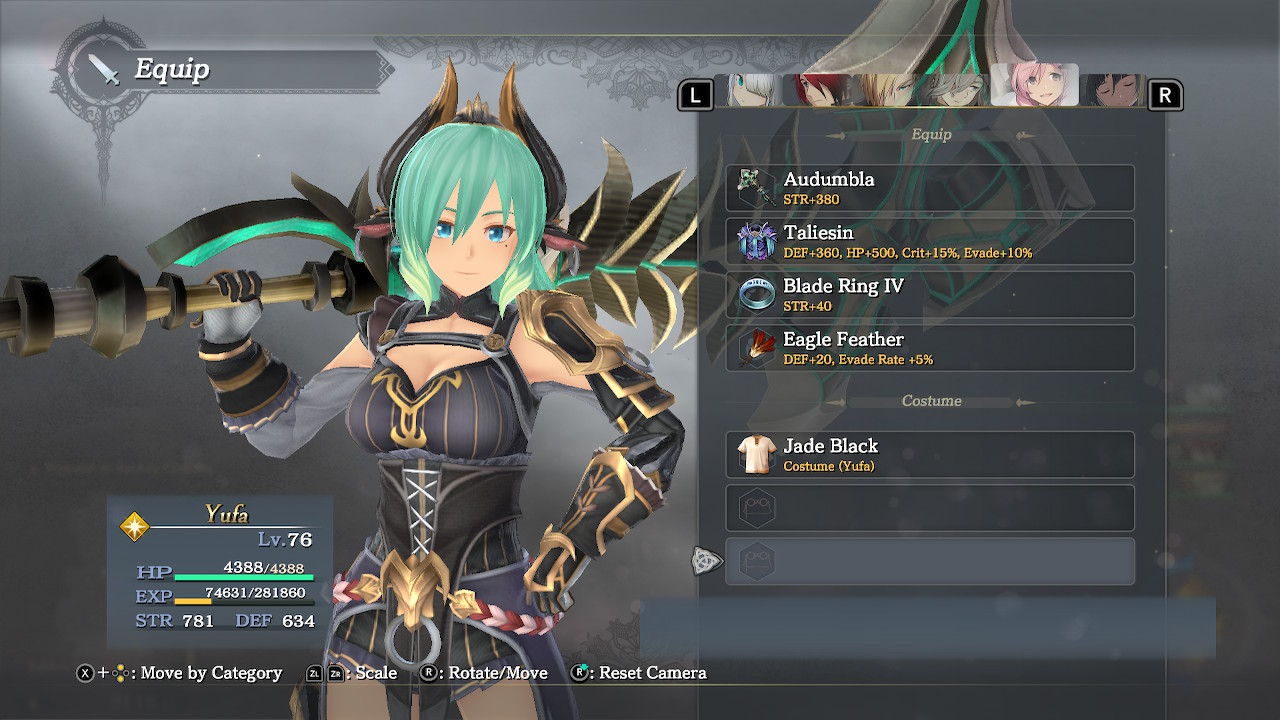 Equip
L
R
Equip
Audumbla
STR+380
Taliesin
DEF+360, HP+500, Crit+15%, Evade+10%
Blade Ring IV
STR+40
Eagle Feather
DEF+20, Evade Rate +5%
Costume
Jade Black
Costume (Yufa)
Yufa
Lv.76
HP 4388/4388
EXP 74631/281860
STR 781 DEF 634
X+: Move by Category ZL ZR: Scale R: Rotate/Move R: Reset Camera